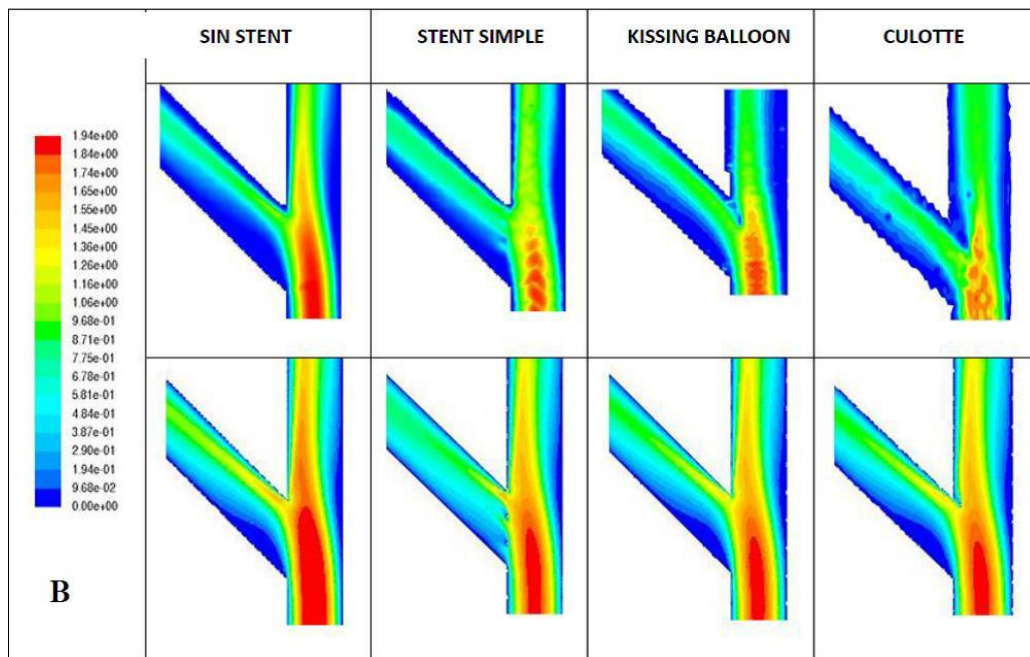 SIN STENT
STENT SIMPLE
KISSING BALLOON
CULOTTE
1.94e+00
1.84e+00
1.74e+00
1.65e+00
1.55e+00
1.45e+00
1.36e+00
1.26e+00
1.16e+00
1.06e+00
9.68e-01
8.71e-01
7.75e-01
6.78e-01
5.81e-01
4.84e-01
3.87e-01
2.90e-01
1.94e-01
9.68e-02
0.00e+00
B